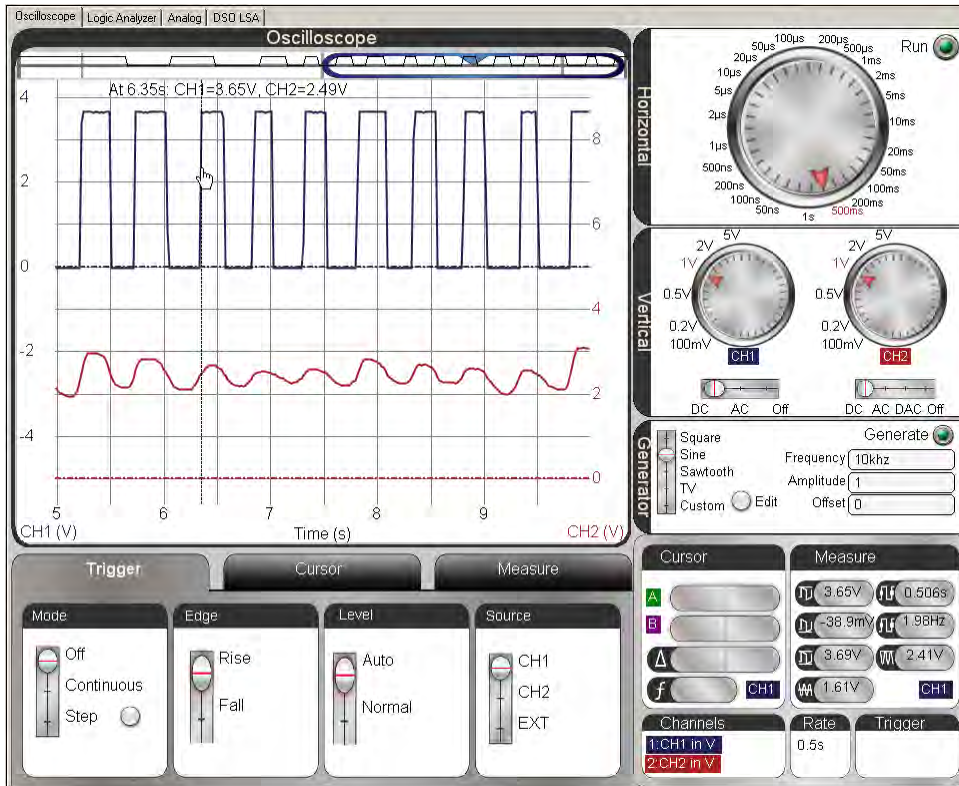 Oscilloscope Logic Analyzer Analog DSO LSA
Oscilloscope
At 6.35s: CH1=3.65V, CH2=2.49V
4
2
0
-2
-4
8
6
4
2
0
5 6 7 8 9
CH1 (V) Time (s) CH2 (V)
Horizontal
Run
50ns
200ns
100ns
500ns
1µs
2µs
5µs
10µs
20µs
50µs
100µs
200µs
500µs
1ms
2ms
5ms
10ms
20ms
50ms
100ms
200ms
500ms
1s
Vertical
5V
2V
1V
0.5V
0.2V
100mV
CH1
DC AC Off
5V
2V
1V
0.5V
0.2V
100mV
CH2
DC AC DAC Off
Generator
Square
Sine
Sawtooth
TV
Custom
Edit
Generate
Frequency 10khz
Amplitude 1
Offset 0
Trigger Cursor Measure
Mode
Off
Continuous
Step
Edge
Rise
Fall
Level
Auto
Normal
Source
CH1
CH2
EXT
Cursor
A
B
Δ
f CH1
Measure
3.65V 0.506s
-38.9mV 1.98Hz
3.69V 2.41V
1.61V CH1
Channels
1:CH1 in V
2:CH2 in V
Rate
0.5s
Trigger